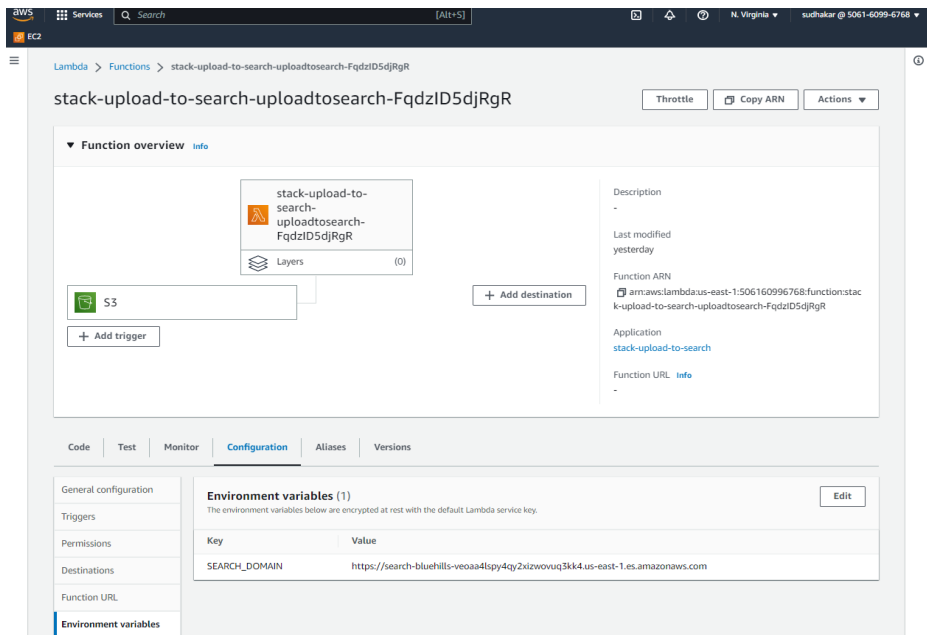 aws
Services
Search
[Alt+S]
N. Virginia
sudhakar @ 5061-6099-6768
EC2
Lambda > Functions > stack-upload-to-search-uploadtosearch-FqdzID5djRgR
stack-upload-to-search-uploadtosearch-FqdzID5djRgR
Throttle
Copy ARN
Actions
Function overview Info
stack-upload-to-
search-
uploadtosearch-
FqdzID5djRgR
Layers (0)
S3
+ Add trigger
+ Add destination
Description
-
Last modified
yesterday
Function ARN
arn:aws:lambda:us-east-1:506160996768:function:stac
k-upload-to-search-uploadtosearch-FqdzID5djRgR
Application
stack-upload-to-search
Function URL Info
-
Code
Test
Monitor
Configuration
Aliases
Versions
General configuration
Triggers
Permissions
Destinations
Function URL
Environment variables
Environment variables (1)
Edit
The environment variables below are encrypted at rest with the default Lambda service key.
Key Value
SEARCH_DOMAIN https://search-bluehills-veoaa4lspy4qy2xizwovuq3kk4.us-east-1.es.amazonaws.com